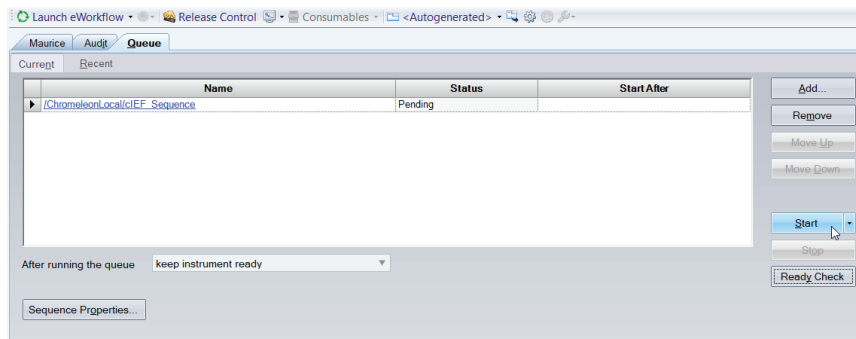 Launch eWorkflow Release Control Consumables <Autogenerated>
Maurice Audit Queue
Current Recent
Name Status Start After Add...
/ChromeleonLocal/cIEF_Sequence Pending
Remove
Move Up
Move Down
Start
Stop
After running the queue keep instrument ready
Ready Check
Sequence Properties...